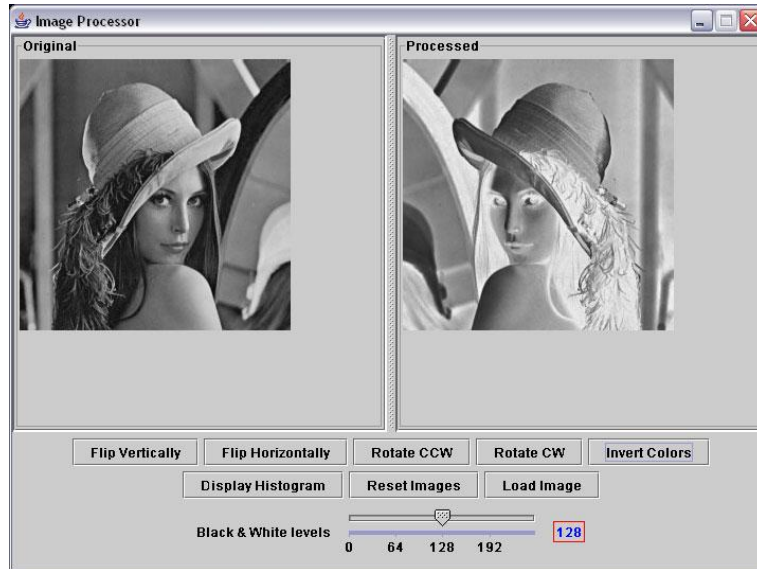 Image Processor
Original
Processed
Flip Vertically Flip Horizontally Rotate CCW Rotate CW Invert Colors
Display Histogram Reset Images Load Image
Black & White levels 128
0 64 128 192